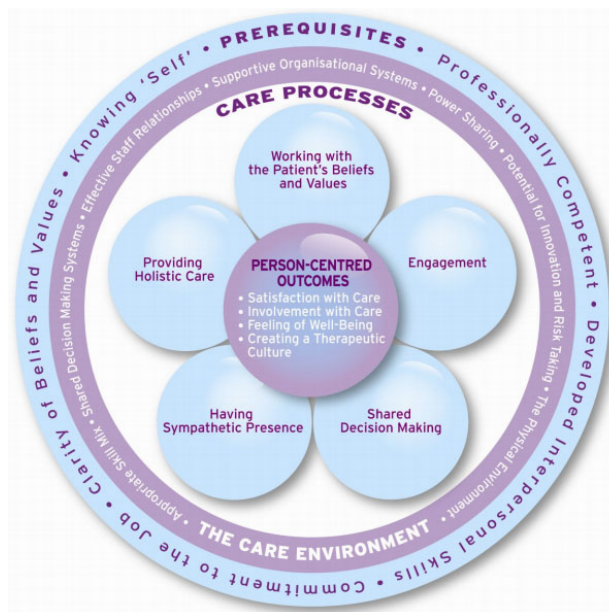 PREREQUISITES • Professionally Competent • Developed Interpersonal Skills • Commitment to the Job • Clarity of Beliefs and Values • Knowing 'Self' •
Supportive Organisational Systems • Power Sharing • Potential for Innovation and Risk Taking • The Physical Environment •
THE CARE ENVIRONMENT
Appropriate Skill Mix • Shared Decision Making Systems • Effective Staff Relationships •
CARE PROCESSES
Working with
the Patient's Beliefs
and Values
Providing
Holistic Care
Engagement
PERSON-CENTRED
OUTCOMES
• Satisfaction with Care
• Involvement with Care
• Feeling of Well-Being
• Creating a Therapeutic
Culture
Having
Sympathetic Presence
Shared
Decision Making